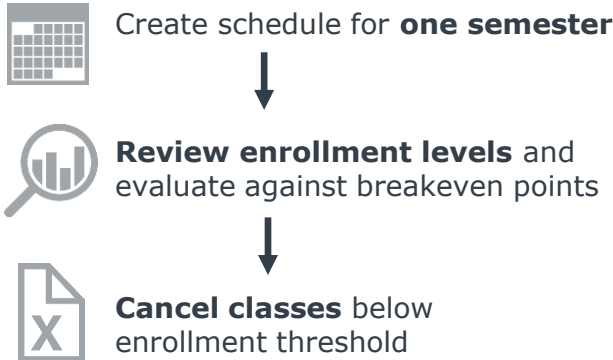 Create schedule for one semester
Review enrollment levels and
evaluate against breakeven points
Cancel classes below
enrollment threshold
X